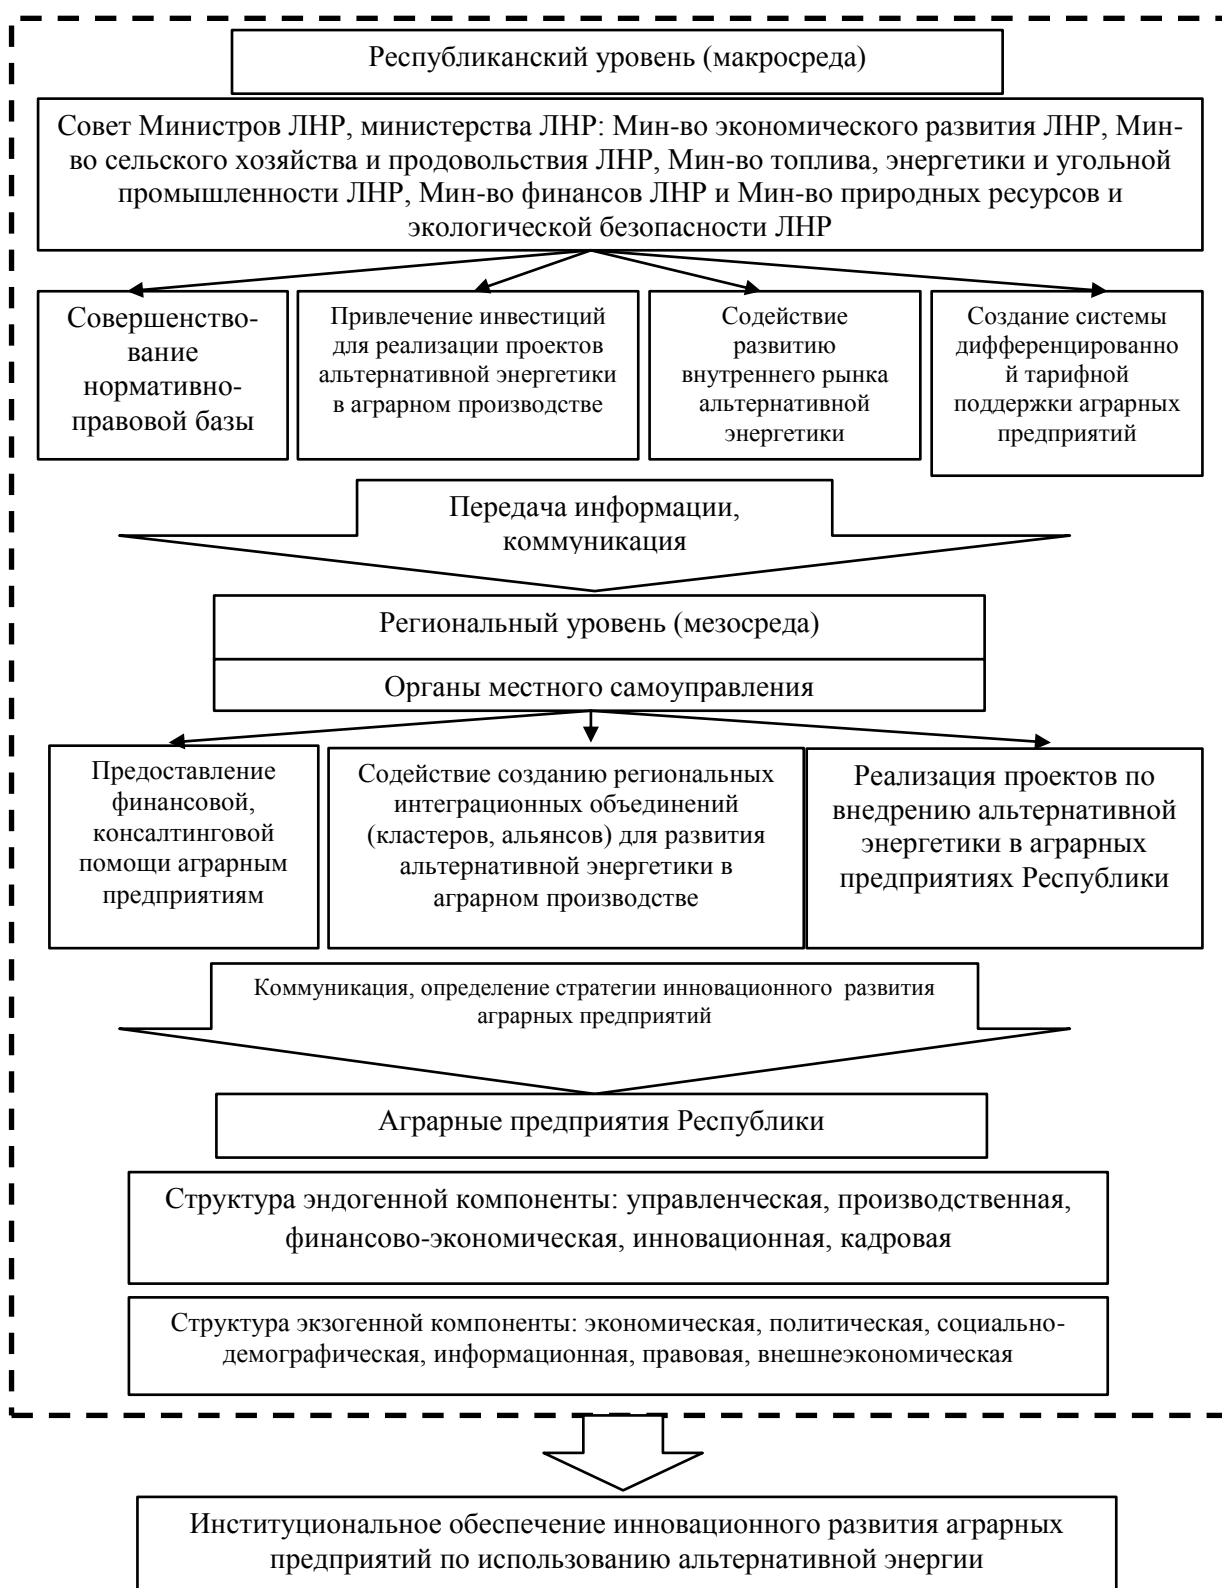 Республиканский уровень (макросреда)
Совет Министров ЛНР, министерства ЛНР: Мин-во экономического развития ЛНР, Мин-
во сельского хозяйства и продовольствия ЛНР, Мин-во топлива, энергетики и угольной
промышленности ЛНР, Мин-во финансов ЛНР и Мин-во природных ресурсов и
экологической безопасности ЛНР
Совершенство-
вание
нормативно-
правовой базы
Привлечение инвестиций
для реализации проектов
альтернативной энергетики
в аграрном производстве
Содействие
развитию
внутреннего рынка
альтернативной
энергетики
Создание системы
дифференцированно
й тарифной
поддержки аграрных
предприятий
Передача информации,
коммуникация
Региональный уровень (мезосреда)
Органы местного самоуправления
Предоставление
финансовой,
консалтинговой
помощи аграрным
предприятиям
Содействие созданию региональных
интеграционных объединений
(кластеров, альянсов) для развития
альтернативной энергетики в
аграрном производстве
Реализация проектов по
внедрению альтернативной
энергетики в аграрных
предприятиях Республики
Коммуникация, определение стратегии инновационного развития
аграрных предприятий
Аграрные предприятия Республики
Структура эндогенной компоненты: управленческая, производственная,
финансово-экономическая, инновационная, кадровая
Структура экзогенной компоненты: экономическая, политическая, социально-
демографическая, информационная, правовая, внешнеэкономическая
Институциональное обеспечение инновационного развития аграрных
предприятий по использованию альтернативной энергии